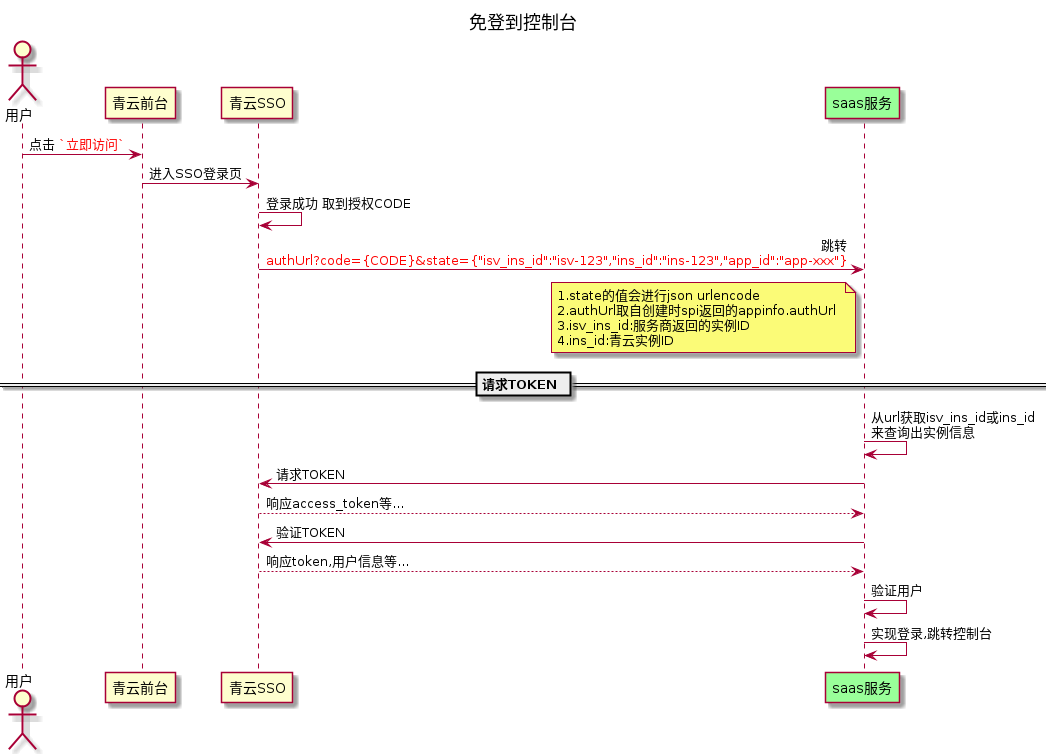 免登到控制台
用户
青云前台
青云SSO
saas服务
点击 `立即访问`
进入SSO登录页
登录成功 取到授权CODE
跳转
authUrl?code={CODE}&state={"isv_ins_id":"isv-123","ins_id":"ins-123","app_id":"app-xxx"}
1.state的值会进行json urlencode
2.authUrl取自创建时spi返回的appinfo.authUrl
3.isv_ins_id:服务商返回的实例ID
4.ins_id:青云实例ID
请求TOKEN
从url获取isv_ins_id或ins_id
来查询出实例信息
请求TOKEN
响应access_token等...
验证TOKEN
响应token,用户信息等...
验证用户
实现登录,跳转控制台
用户
青云前台
青云SSO
saas服务